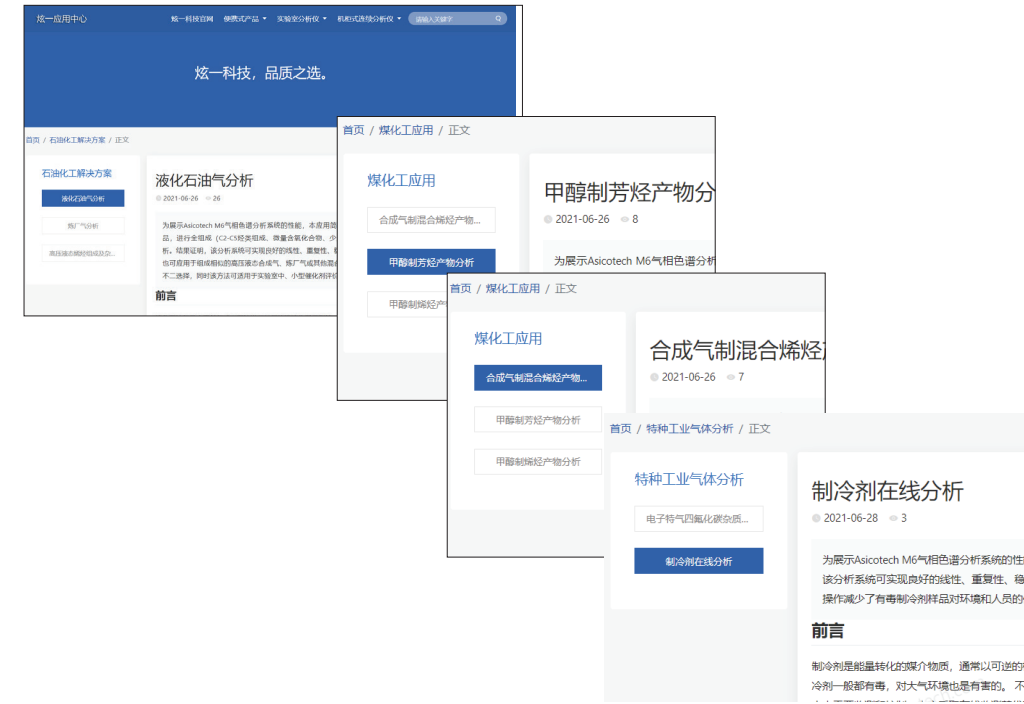 炫一应用中心
炫一科技官网 便携式产品 实验室分析仪 机柜式连续分析仪 请输入关键字
炫一科技，品质之选。
首页 / 石油化工解决方案 / 正文
石油化工解决方案
液化石油气分析
炼厂气分析
高压液态烯烃组成及杂...
液化石油气分析
2021-06-26 26
为展示Asicotech M6气相色谱分析系统的性能，本应用简
品，进行全组成（C2-C5烃类组成、微量含氧化合物、少
析。结果证明，该分析系统可实现良好的线性、重复性、
也可应用于组成相似的高压液态合成气、炼厂气或其他混
不二选择，同时该方法可适用于实验室中、小型催化剂评
前言
首页 / 煤化工应用 / 正文
煤化工应用
合成气制混合烯烃产物...
甲醇制芳烃产物分析
甲醇制烯烃产
甲醇制芳烃产物分
2021-06-26 8
为展示Asicotech M6气相色谱分析
首页 / 煤化工应用 / 正文
煤化工应用
合成气制混合烯烃产物...
甲醇制芳烃产物分析
甲醇制烯烃产物分析
合成气制混合烯烃
2021-06-26 7
首页 / 特种工业气体分析 / 正文
特种工业气体分析
电子特气四氟化碳杂质...
制冷剂在线分析
制冷剂在线分析
2021-06-28 3
为展示Asicotech M6气相色谱分析系统的性
该分析系统可实现良好的线性、重复性、稳
操作减少了有毒制冷剂样品对环境和人员的
前言
制冷剂是能量转化的媒介物质，通常以可逆的
冷剂一般都有毒，对大气环境也是有害的。 不